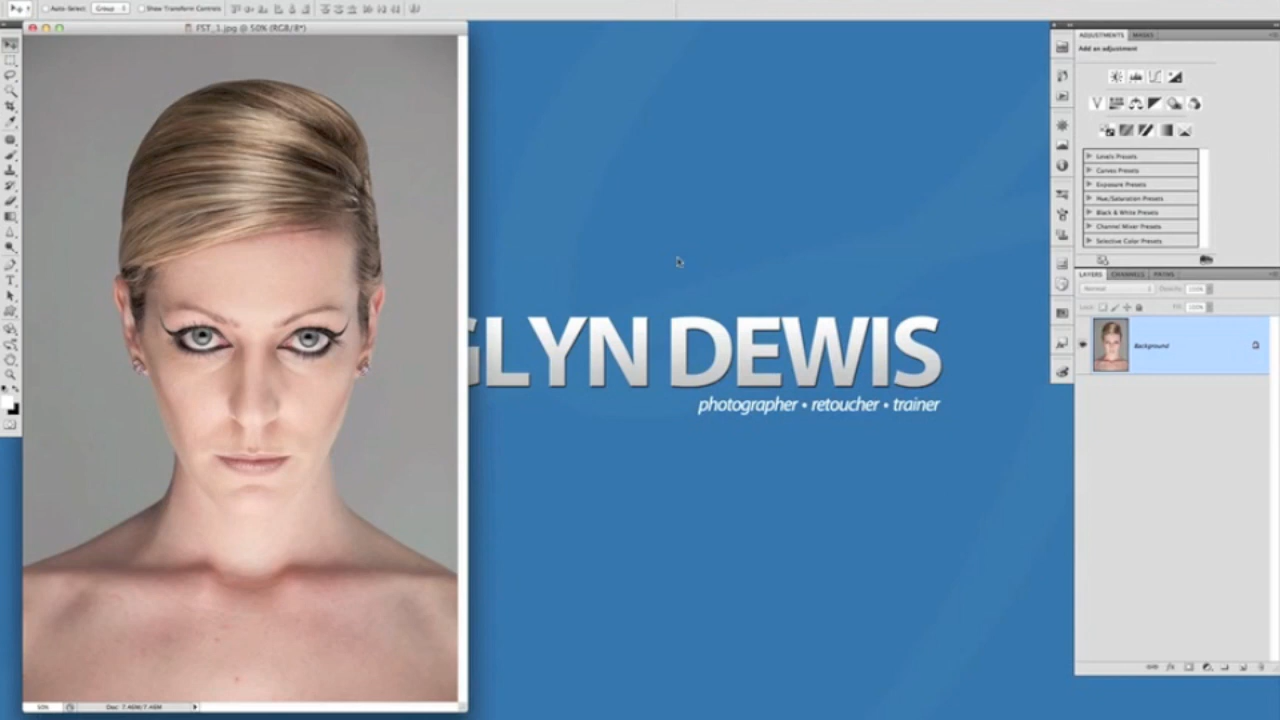 Auto-Select: Group Show Transform Controls
FST_1.jpg @ 50% (RGB/8*)
ADJUSTMENTS MASKS
Add an adjustment
Levels Presets
Curves Presets
Exposure Presets
Hue/Saturation Presets
Black & White Presets
Channel Mixer Presets
Selective Color Presets
LAYERS CHANNELS PATHS
Normal Opacity: 100%
Lock: Fill: 100%
Background
GLYN DEWIS
photographer • retoucher • trainer
50% Doc: 7.46M/7.46M